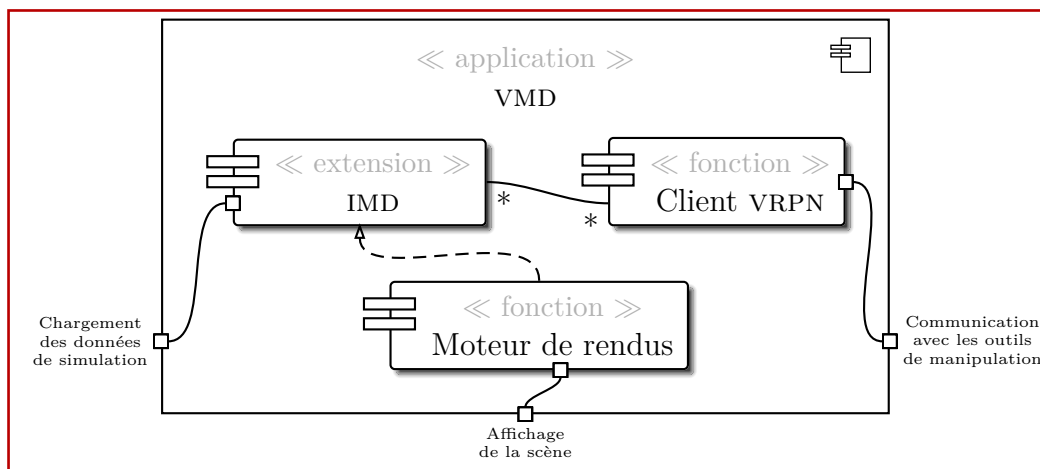 ≪ application ≫
VMD
≪ extension ≫
IMD
≪ fonction ≫
Client VRPN
*
*
≪ fonction ≫
Moteur de rendus
Chargement
des données
de simulation
Communication
avec les outils
de manipulation
Affichage
de la scène